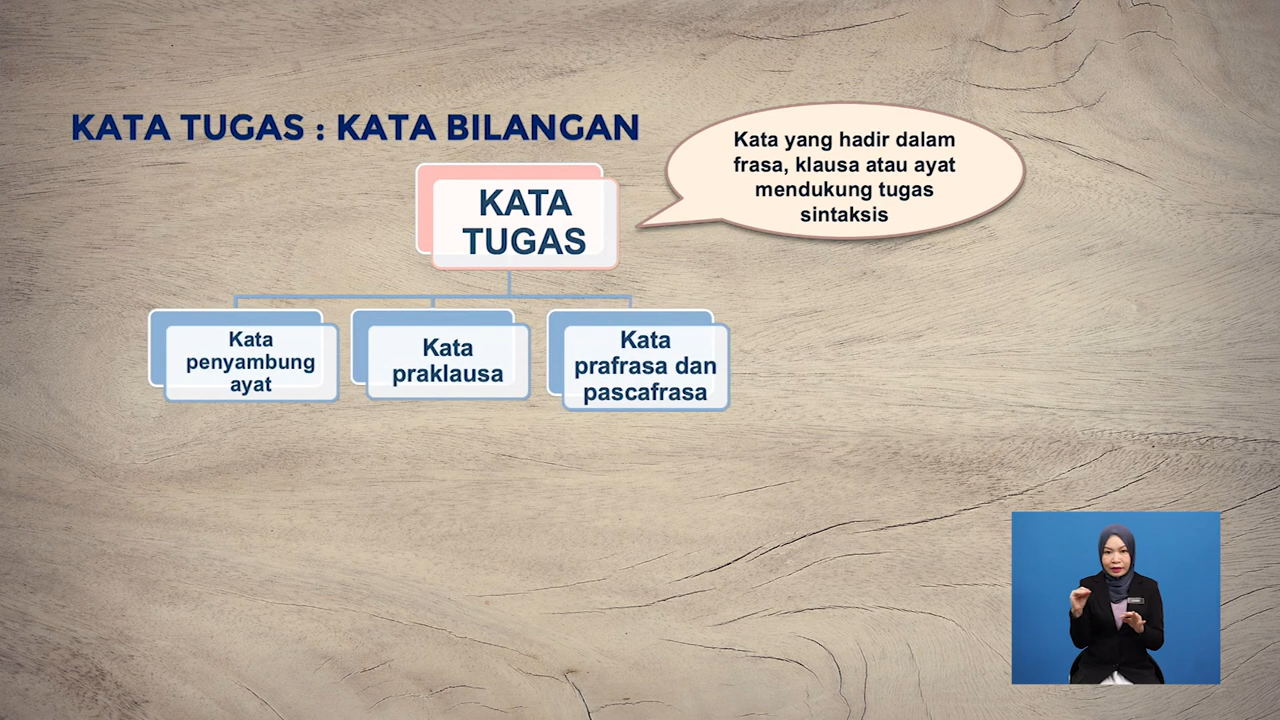 KATA TUGAS : KATA BILANGAN
Kata yang hadir dalam
frasa, klausa atau ayat
mendukung tugas
sintaksis
KATA
TUGAS
Kata
penyambung
ayat
Kata
praklausa
Kata
prafrasa dan
pascafrasa